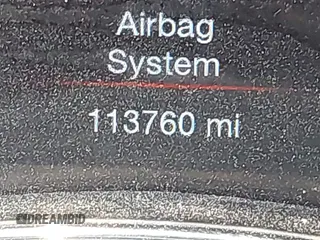 Airbag
System
113760 mi
DREAMBID